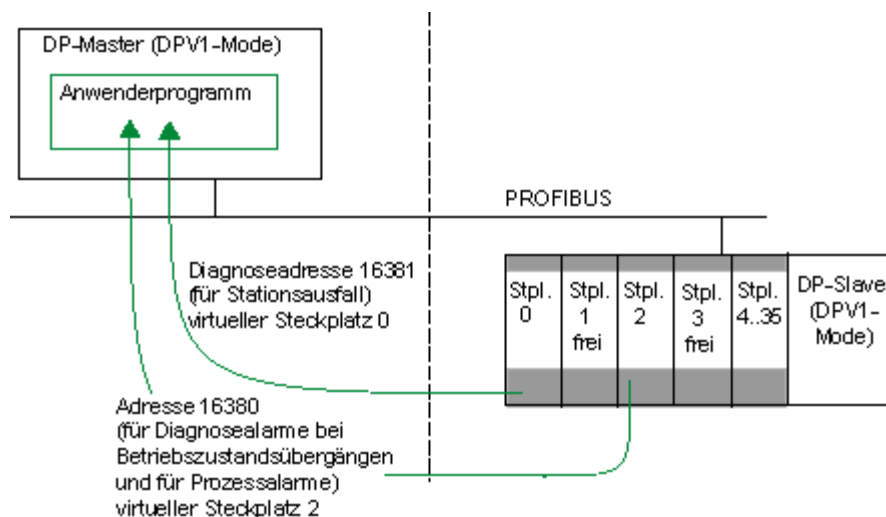 DP-Master (DPV1-Mode)
Anwenderprogramm
PROFIBUS
Diagnoseadresse 16381
(für Stationsausfall)
virtueller Steckplatz 0
Stpl.
0
Stpl.
1
frei
Stpl.
2
Stpl.
3
frei
Stpl.
4..35
DP-Slave
(DPV1-
Mode)
Adresse 16380
(für Diagnosealarme bei
Betriebszustandsübergängen
und für Prozessalarme)
virtueller Steckplatz 2